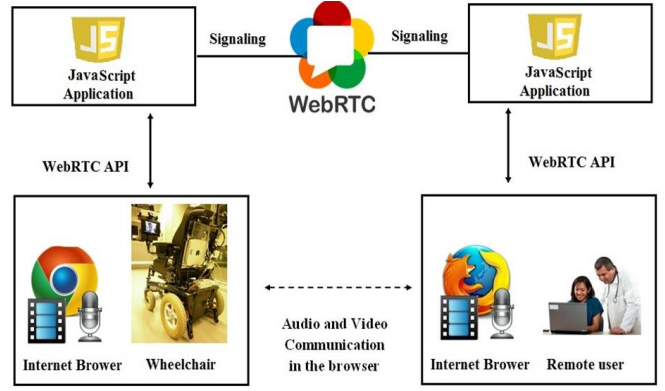 JS
JavaScript
Application
Signaling
WebRTC
Signaling
JS
JavaScript
Application
WebRTC API
WebRTC API
Internet Brower
Wheelchair
Audio and Video
Communication
in the browser
Internet Brower
Remote user